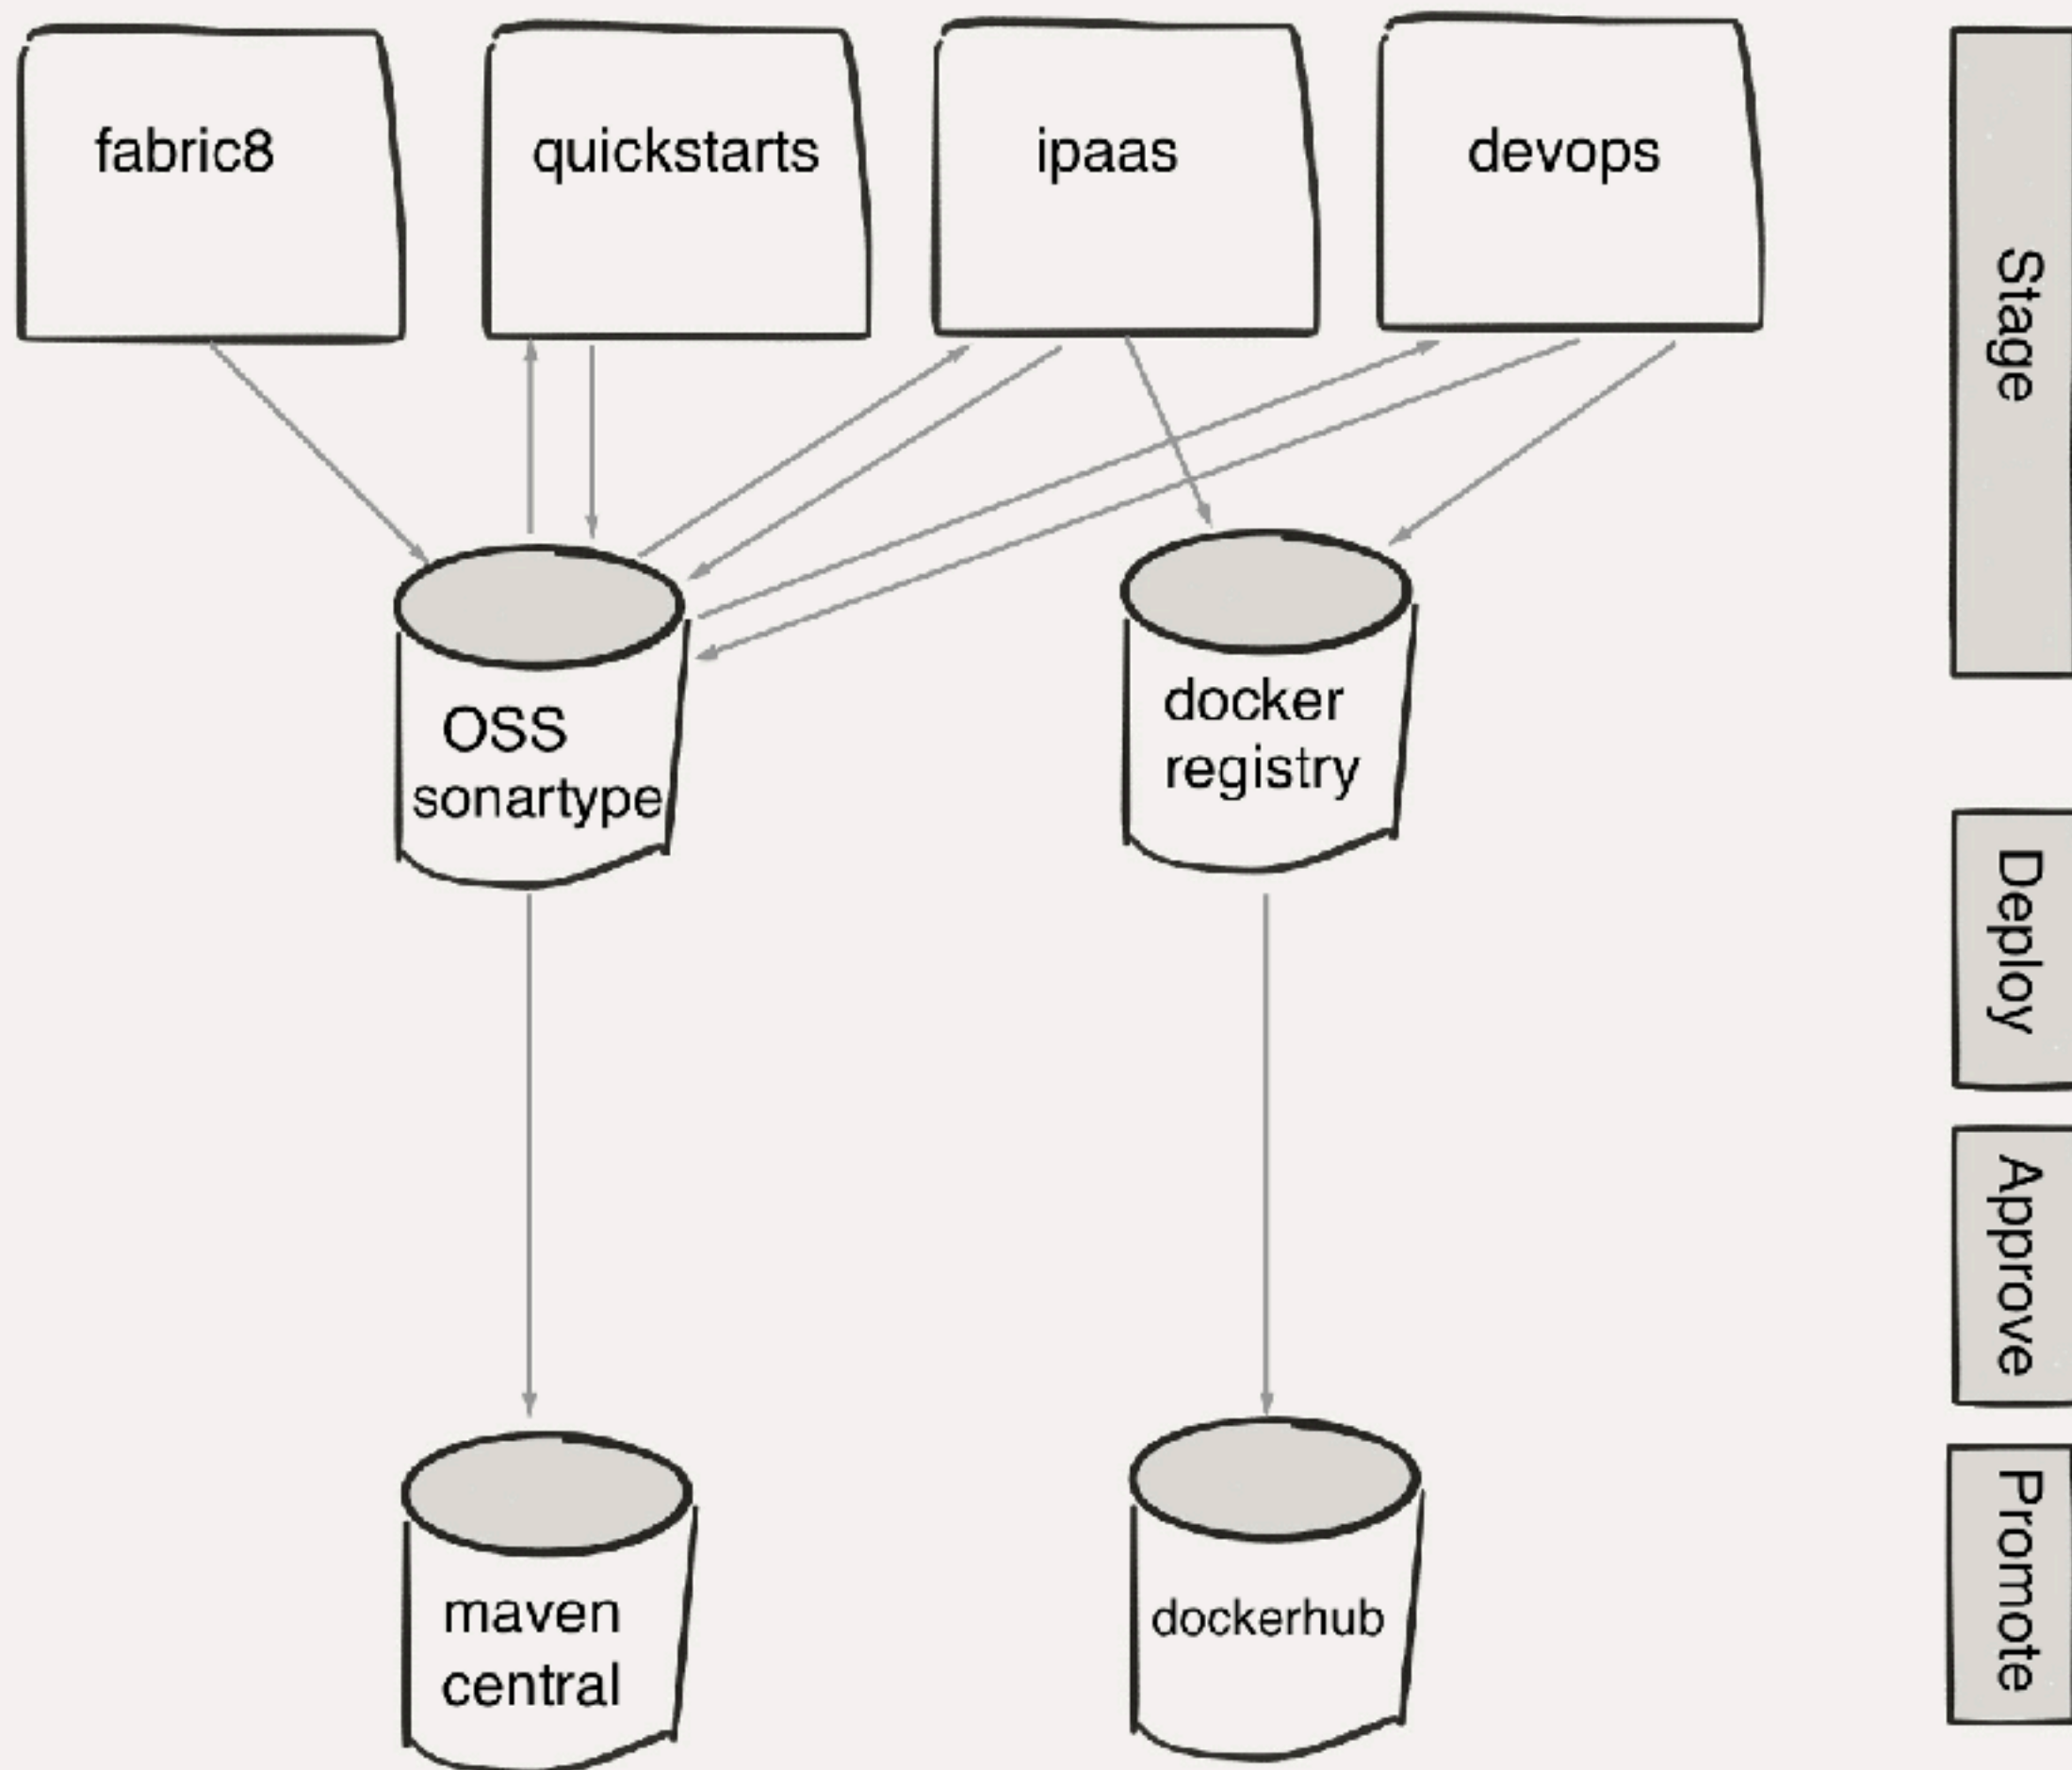 fabric8
quickstarts
ipaas
devops
Stage
OSS
sonartype
docker
registry
Deploy
Approve
maven
central
dockerhub
Promote